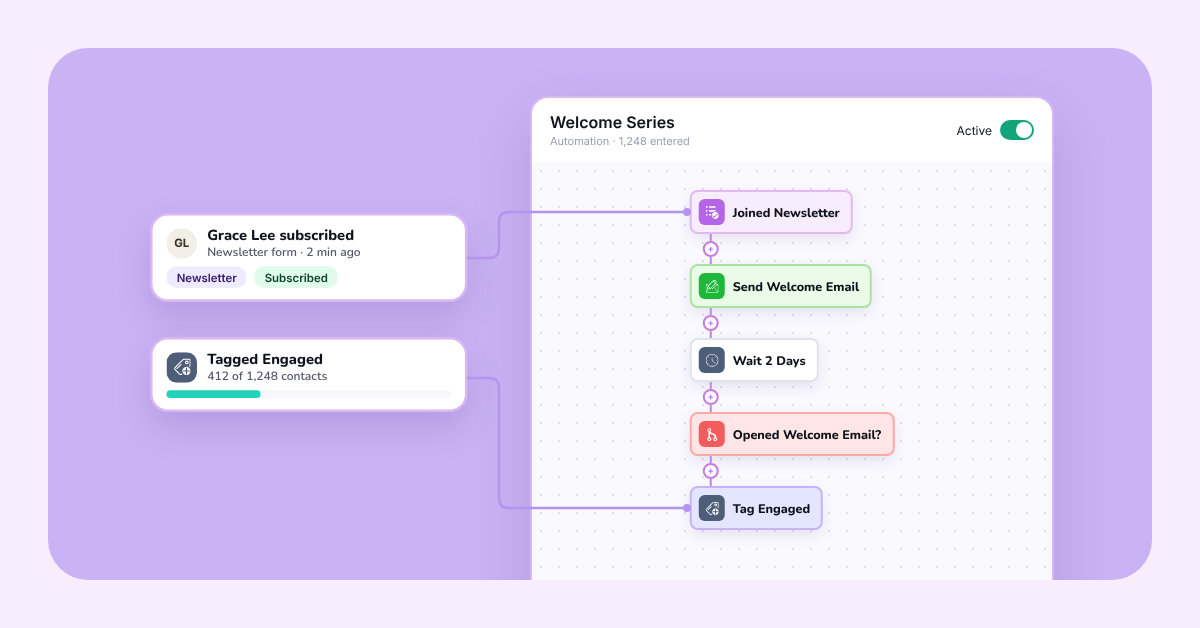 Welcome Series
Automation · 1,248 entered
Active
GL
Grace Lee subscribed
Newsletter form · 2 min ago
Newsletter
Subscribed
Tagged Engaged
412 of 1,248 contacts
Joined Newsletter
Send Welcome Email
Wait 2 Days
Opened Welcome Email?
Tag Engaged